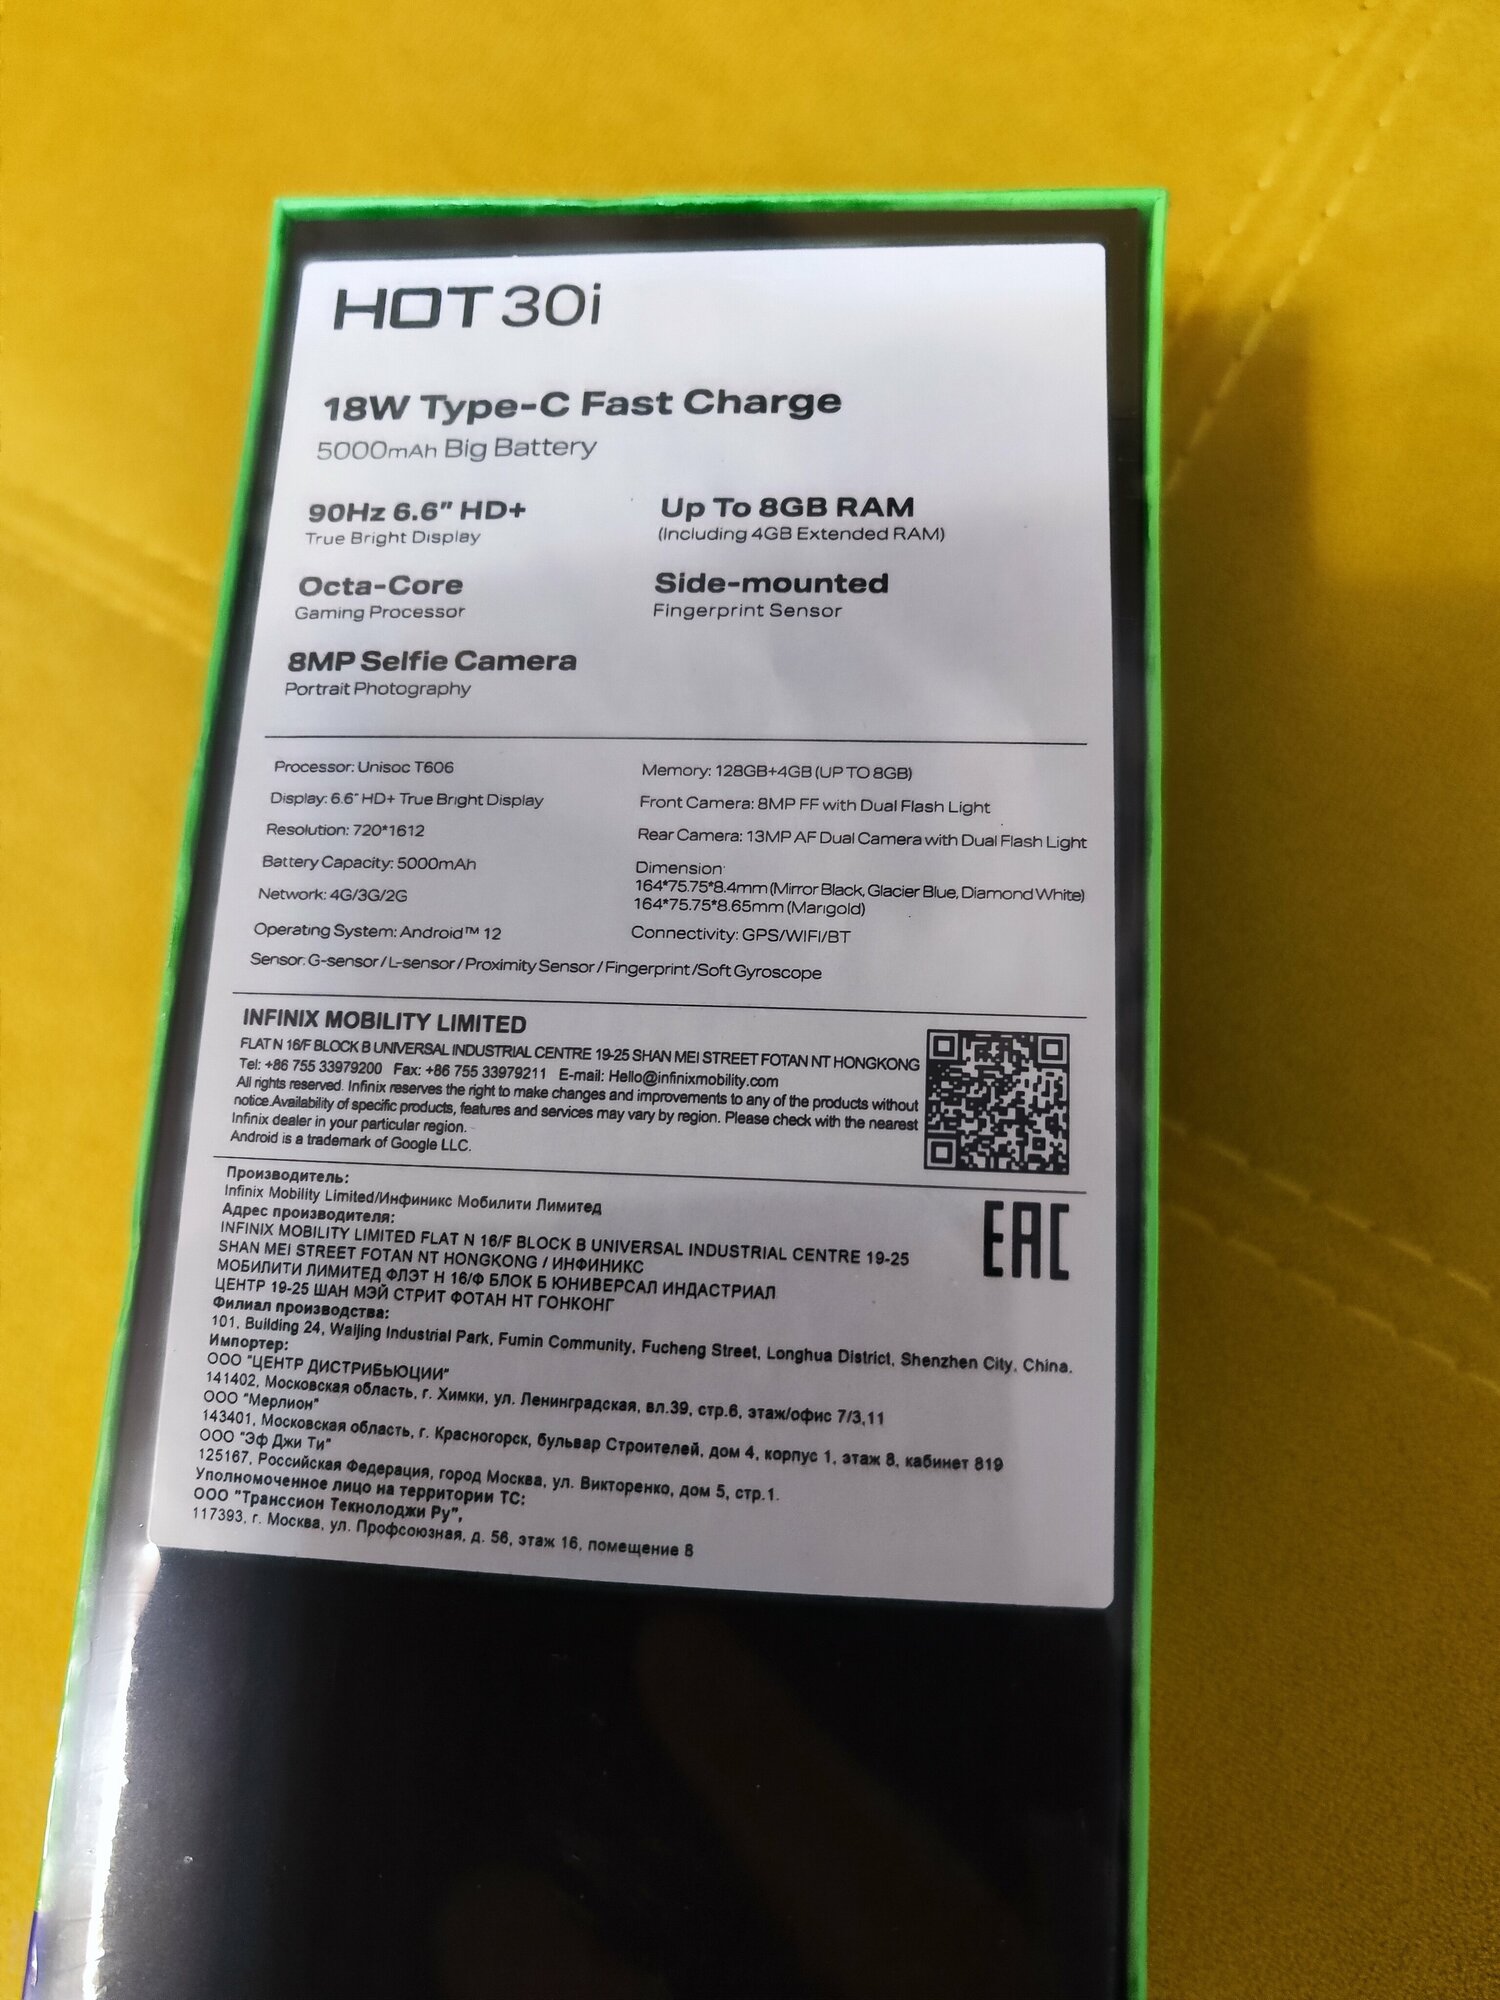 HOT 30i
18W Type-C Fast Charge
5000mAh Big Battery
90Hz 6.6" HD+
True Bright Display
Up To 8GB RAM
(Including 4GB Extended RAM)
Octa-Core
Gaming Processor
Side-mounted
Fingerprint Sensor
8MP Selfie Camera
Portrait Photography
Processor: Unisoc T606
Display: 6.6" HD+ True Bright Display
Resolution: 720*1612
Battery Capacity: 5000mAh
Network: 4G/3G/2G
Operating System: Android™ 12
Memory: 128GB+4GB (UP TO 8GB)
Front Camera: 8MP FF with Dual Flash Light
Rear Camera: 13MP AF Dual Camera with Dual Flash Light
Dimension:
164*75.75*8.4mm (Mirror Black, Glacier Blue, Diamond White)
164*75.75*8.65mm (Marigold)
Connectivity: GPS/WIFI/BT
Sensor: G-sensor / L-sensor / Proximity Sensor / Fingerprint /Soft Gyroscope
INFINIX MOBILITY LIMITED
FLAT N 16/F BLOCK B UNIVERSAL INDUSTRIAL CENTRE 19-25 SHAN MEI STREET FOTAN NT HONGKONG
Tel: +86 755 33979200 Fax: +86 755 33979211 E-mail: Hello@infinixmobility.com
All rights reserved. Infinix reserves the right to make changes and improvements to any of the products without
notice.Availability of specific products, features and services may vary by region. Please check with the nearest
Infinix dealer in your particular region.
Android is a trademark of Google LLC.
Производитель:
Infinix Mobility Limited/Инфиникс Мобилити Лимитед
Адрес производителя:
INFINIX MOBILITY LIMITED FLAT N 16/F BLOCK B UNIVERSAL INDUSTRIAL CENTRE 19-25
SHAN MEI STREET FOTAN NT HONGKONG / ИНФИНИКС
МОБИЛИТИ ЛИМИТЕД ФЛЭТ Н 16/Ф БЛОК Б ЮНИВЕРСАЛ ИНДАСТРИАЛ
ЦЕНТР 19-25 ШАН МЭЙ СТРИТ ФОТАН НТ ГОНКОНГ
EAC
Филиал производства:
101, Building 24, Waijing Industrial Park, Fumin Community, Fucheng Street, Longhua District, Shenzhen City, China.
Импортер:
ООО "ЦЕНТР ДИСТРИБЬЮЦИИ"
141402, Московская область, г. Химки, ул. Ленинградская, вл.39, стр.6, этаж/офис 7/3,11
ООО "Мерлион"
143401, Московская область, г. Красногорск, бульвар Строителей, дом 4, корпус 1, этаж 8, кабинет 819
ООО "Эф Джи Ти"
125167, Российская Федерация, город Москва, ул. Викторенко, дом 5, стр.1.
Уполномоченное лицо на территории ТС:
ООО "Транссион Текнолоджи Ру",
117393, г. Москва, ул. Профсоюзная, д. 56, этаж 16, помещение 8